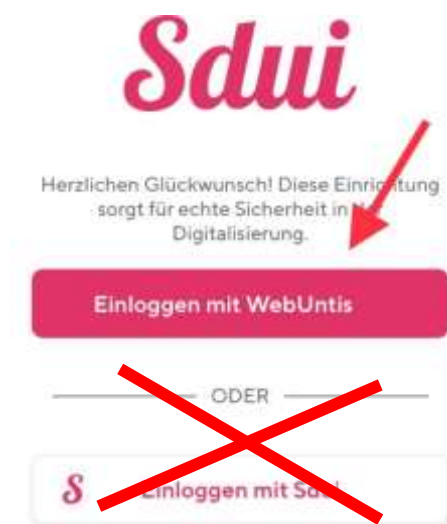 Sdui
Herzlichen Glückwunsch! Diese Einrichtung
sorgt für echte Sicherheit in
Digitalisierung.
Einloggen mit WebUntis
ODER
S Einloggen mit Sdui